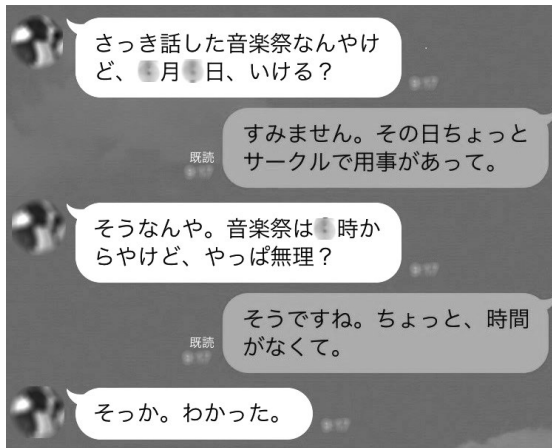 さっき話した音楽祭なんやけ
ど、月日、いける？
すみません。その日ちょっと
サークルで用事があって。
既読
そうなんや。音楽祭は時か
らやけど、やっぱ無理？
そうですね。ちょっと、時間
がなくて。
既読
そっか。わかった。